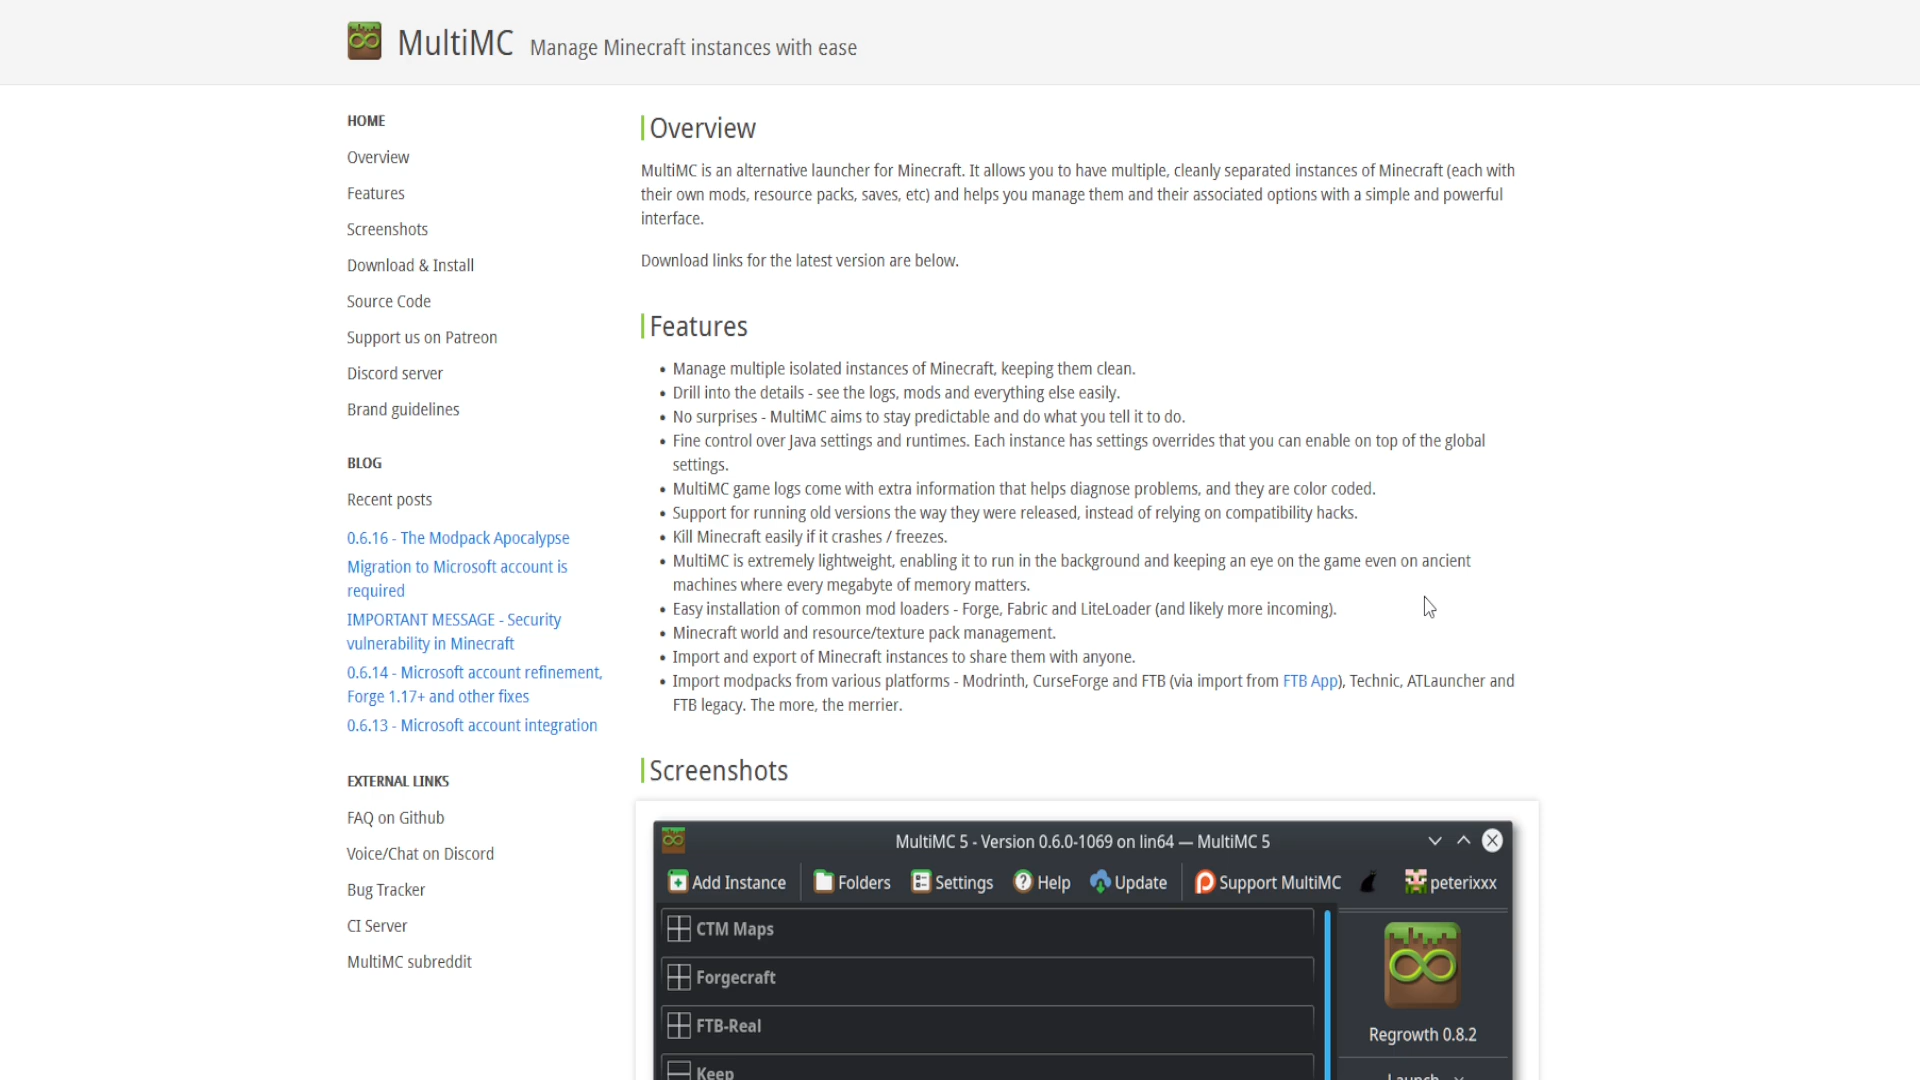 MultiMC Manage Minecraft instances with ease
HOME
Overview
Features
Screenshots
Download & Install
Source Code
Support us on Patreon
Discord server
Brand guidelines
BLOG
Recent posts
0.6.16 - The Modpack Apocalypse
Migration to Microsoft account is
required
IMPORTANT MESSAGE - Security
vulnerability in Minecraft
0.6.14 - Microsoft account refinement,
Forge 1.17+ and other fixes
0.6.13 - Microsoft account integration
EXTERNAL LINKS
FAQ on Github
Voice/Chat on Discord
Bug Tracker
CI Server
MultiMC subreddit
Overview
MultiMC is an alternative launcher for Minecraft. It allows you to have multiple, cleanly separated instances of Minecraft (each with
their own mods, resource packs, saves, etc) and helps you manage them and their associated options with a simple and powerful
interface.
Download links for the latest version are below.
Features
• Manage multiple isolated instances of Minecraft, keeping them clean.
• Drill into the details - see the logs, mods and everything else easily.
• No surprises - MultiMC aims to stay predictable and do what you tell it to do.
• Fine control over Java settings and runtimes. Each instance has settings overrides that you can enable on top of the global
settings.
• MultiMC game logs come with extra information that helps diagnose problems, and they are color coded.
• Support for running old versions the way they were released, instead of relying on compatibility hacks.
• Kill Minecraft easily if it crashes / freezes.
• MultiMC is extremely lightweight, enabling it to run in the background and keeping an eye on the game even on ancient
machines where every megabyte of memory matters.
• Easy installation of common mod loaders - Forge, Fabric and LiteLoader (and likely more incoming).
• Minecraft world and resource/texture pack management.
• Import and export of Minecraft instances to share them with anyone.
• Import modpacks from various platforms - Modrinth, CurseForge and FTB (via import from FTB App), Technic, ATLauncher and
FTB legacy. The more, the merrier.
Screenshots
MultiMC 5 - Version 0.6.0-1069 on lin64 — MultiMC 5
Add Instance Folders Settings Help Update Support MultiMC peterixxx
CTM Maps
Forgecraft
FTB-Real
Keep
Regrowth 0.8.2
Launch